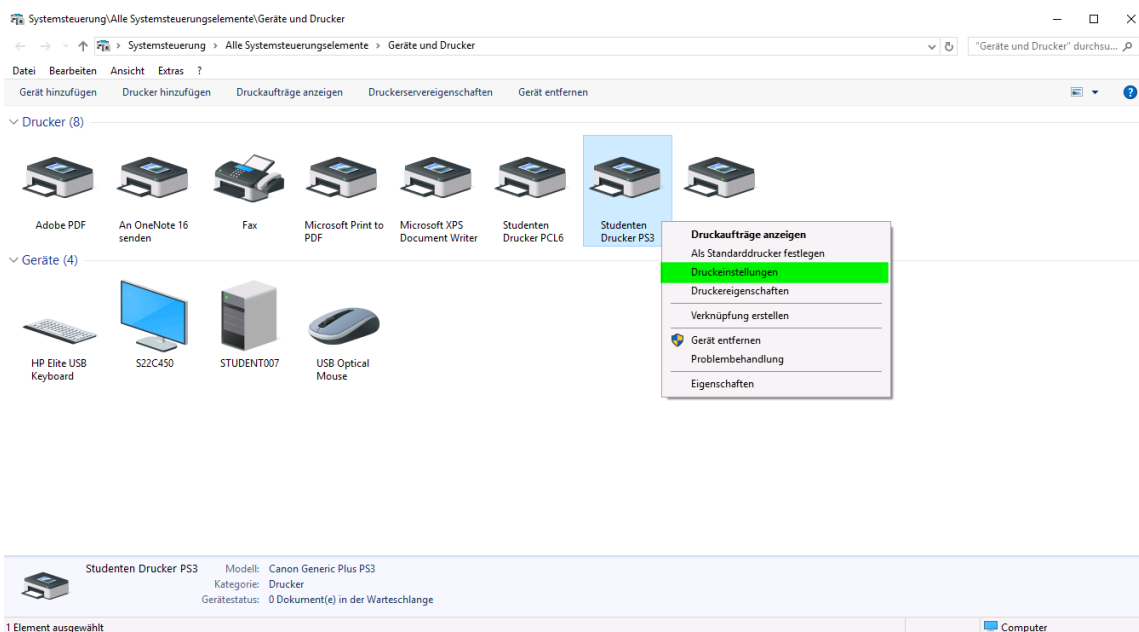 Systemsteuerung\Alle Systemsteuerungselemente\Geräte und Drucker
Systemsteuerung > Alle Systemsteuerungselemente > Geräte und Drucker
"Geräte und Drucker" durchsu...
Datei Bearbeiten Ansicht Extras ?
Gerät hinzufügen Drucker hinzufügen Druckaufträge anzeigen Druckerservereigenschaften Gerät entfernen
?
Drucker (8)
Adobe PDF
An OneNote 16
senden
Fax
Microsoft Print to
PDF
Microsoft XPS
Document Writer
Studenten
Drucker PCL6
Studenten
Drucker PS3
Druckaufträge anzeigen
Als Standarddrucker festlegen
Druckeinstellungen
Druckereigenschaften
Verknüpfung erstellen
Gerät entfernen
Problembehandlung
Eigenschaften
Geräte (4)
HP Elite USB
Keyboard
S22C450
STUDENT007
USB Optical
Mouse
Studenten Drucker PS3 Modell: Canon Generic Plus PS3
Kategorie: Drucker
Gerätestatus: 0 Dokument(e) in der Warteschlange
1 Element ausgewählt
Computer